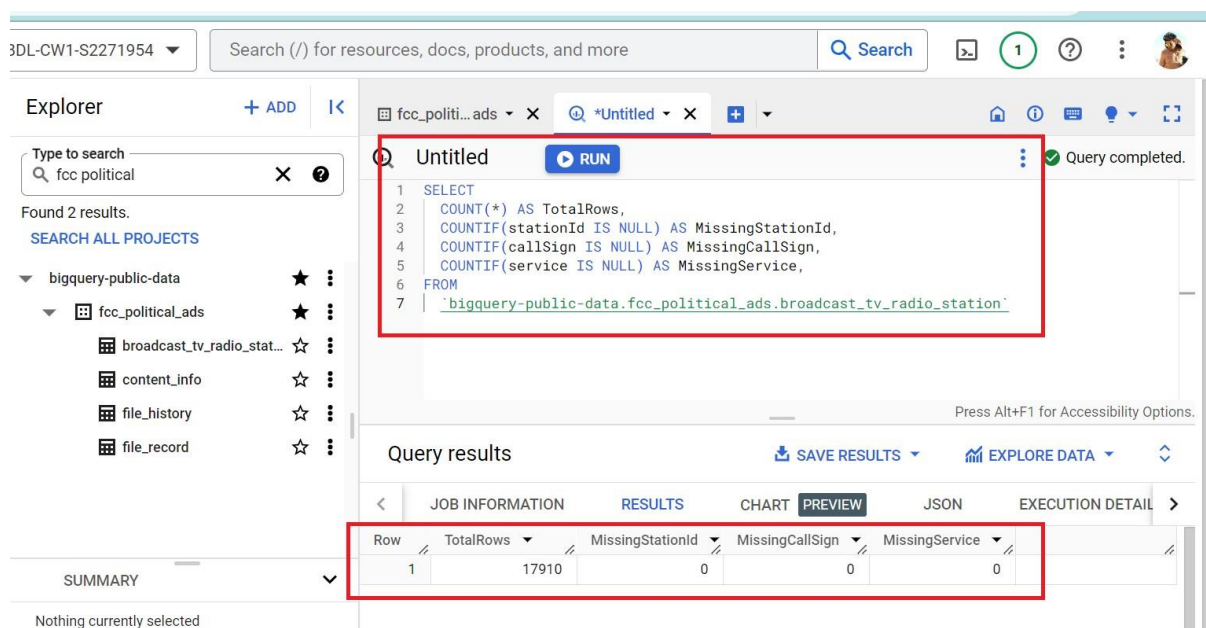 BDL-CW1-S2271954
Search (/) for resources, docs, products, and more
Search
1
Explorer
+ ADD
Type to search
fcc political
Found 2 results.
SEARCH ALL PROJECTS
bigquery-public-data
fcc_political_ads
broadcast_tv_radio_stat...
content_info
file_history
file_record
SUMMARY
Nothing currently selected
fcc_politi... ads
*Untitled
Untitled
RUN
Query completed.
1 SELECT
2 COUNT(*) AS TotalRows,
3 COUNTIF(stationId IS NULL) AS MissingStationId,
4 COUNTIF(callSign IS NULL) AS MissingCallSign,
5 COUNTIF(service IS NULL) AS MissingService,
6 FROM
7 `bigquery-public-data.fcc_political_ads.broadcast_tv_radio_station`
Press Alt+F1 for Accessibility Options.
Query results
SAVE RESULTS
EXPLORE DATA
JOB INFORMATION RESULTS CHART PREVIEW JSON EXECUTION DETAIL
Row TotalRows MissingStationId MissingCallSign MissingService
1 17910 0 0 0